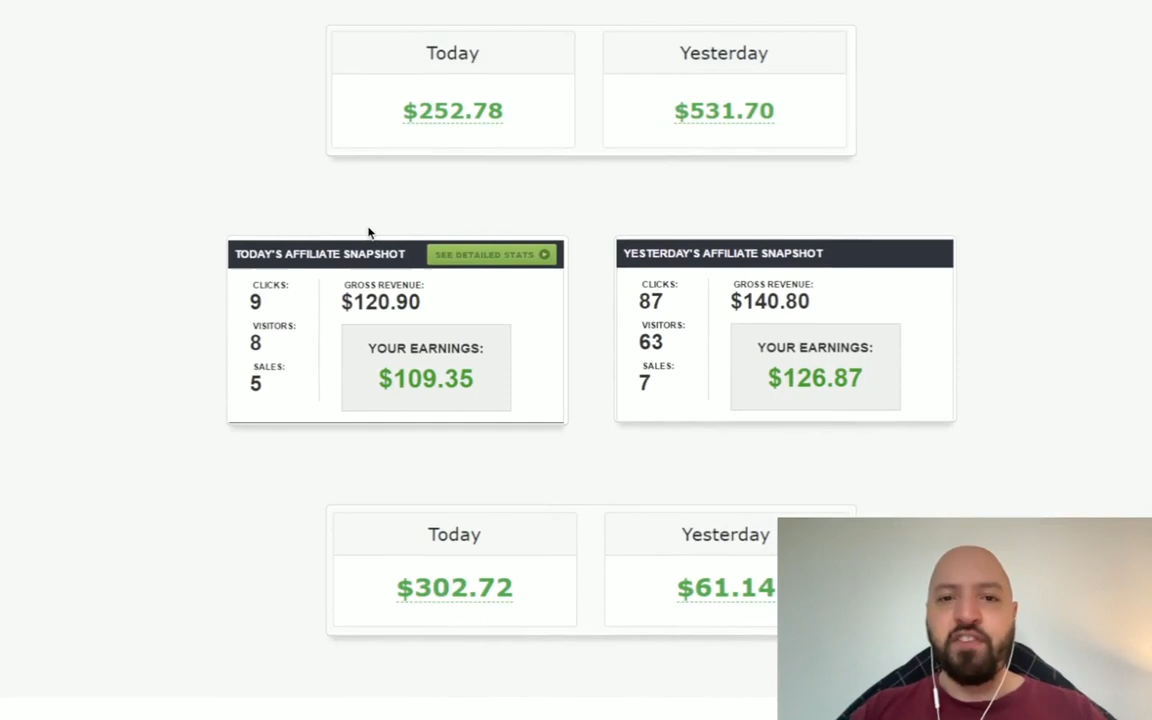 Today
Yesterday
$252.78
$531.70
TODAY'S AFFILIATE SNAPSHOT
SEE DETAILED STATS
CLICKS:
9
GROSS REVENUE:
$120.90
VISITORS:
8
YOUR EARNINGS:
$109.35
SALES:
5
YESTERDAY'S AFFILIATE SNAPSHOT
CLICKS:
87
GROSS REVENUE:
$140.80
VISITORS:
63
YOUR EARNINGS:
$126.87
SALES:
7
Today
Yesterday
$302.72
$61.14